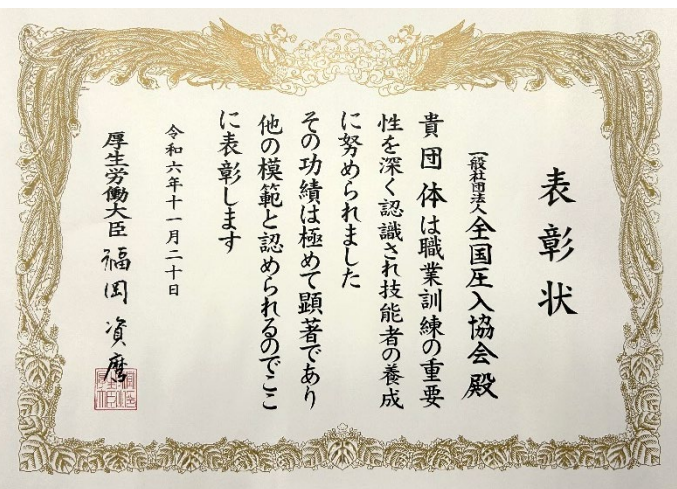 表彰状
一般社団法人全国圧入協会殿
貴団体は職業訓練の重要
性を深く認識され技能者の養成
に努められました
その功績は極めて顕著であり
他の模範と認められるのでここ
に表彰します
令和六年十一月二十日
厚生労働大臣 福岡資麿